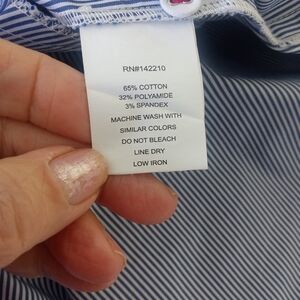 RN#142210
65% COTTON
32% POLYAMIDE
3% SPANDEX
MACHINE WASH WITH
SIMILAR COLORS
DO NOT BLEACH
LINE DRY
LOW IRON